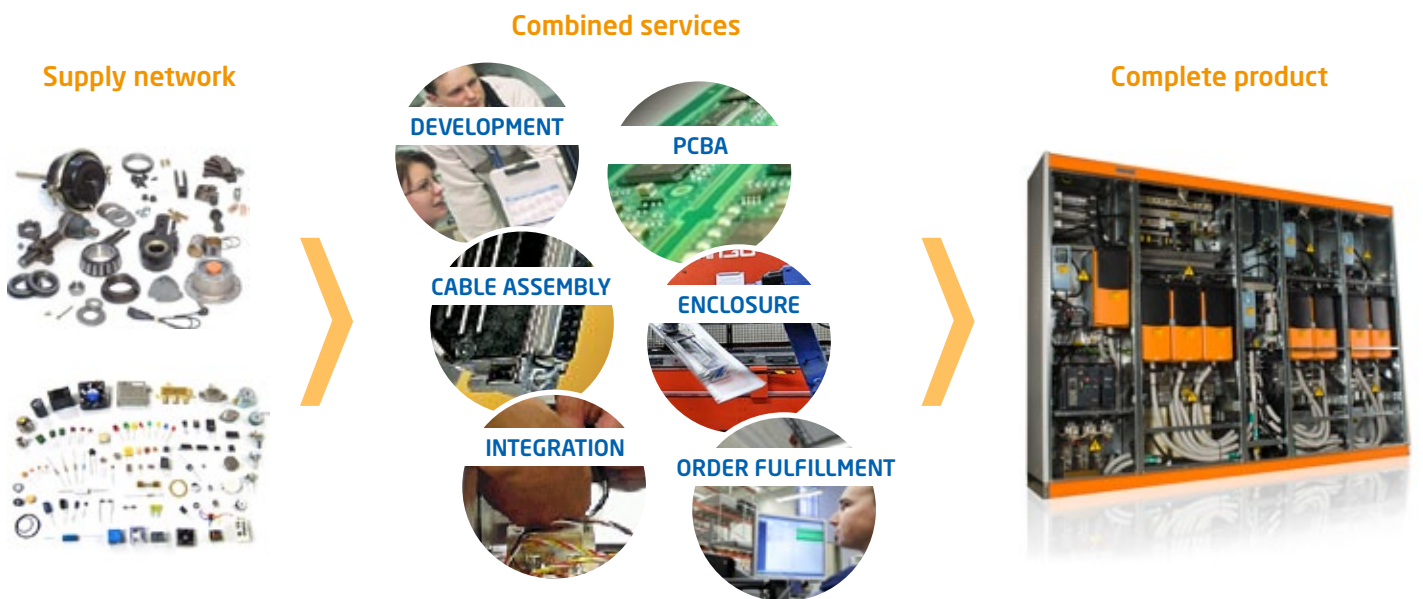 Combined services
Supply network
Complete product
DEVELOPMENT
PCBA
CABLE ASSEMBLY
ENCLOSURE
INTEGRATION
ORDER FULFILLMENT